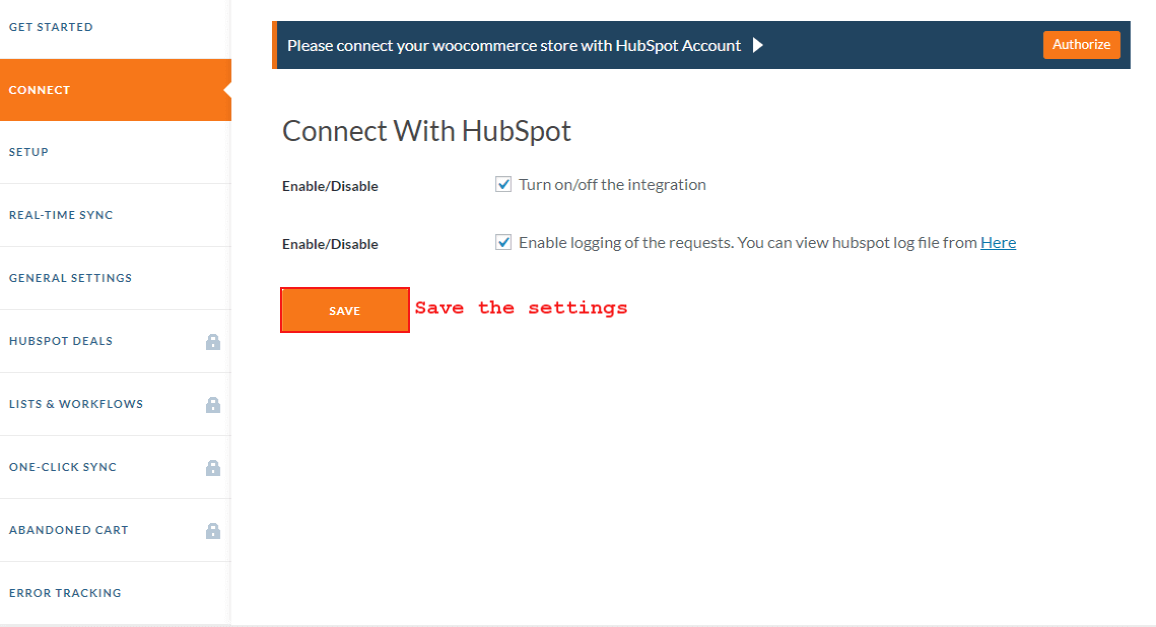 GET STARTED
CONNECT
SETUP
REAL-TIME SYNC
GENERAL SETTINGS
HUBSPOT DEALS
LISTS & WORKFLOWS
ONE-CLICK SYNC
ABANDONED CART
ERROR TRACKING
Please connect your woocommerce store with HubSpot Account Authorize
Connect With HubSpot
Enable/Disable Turn on/off the integration
Enable/Disable Enable logging of the requests. You can view hubspot log file from Here
SAVE Save the settings